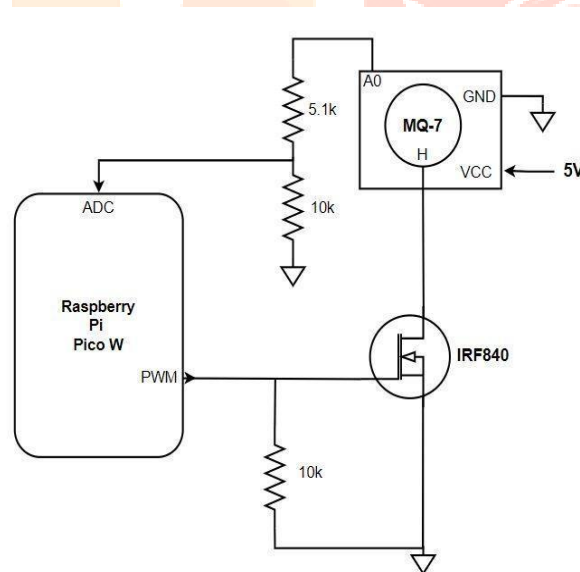 A0
GND
5.1k
MQ-7
H
VCC
5V
ADC
10k
Raspberry
Pi
Pico W
IRF840
PWM
10k